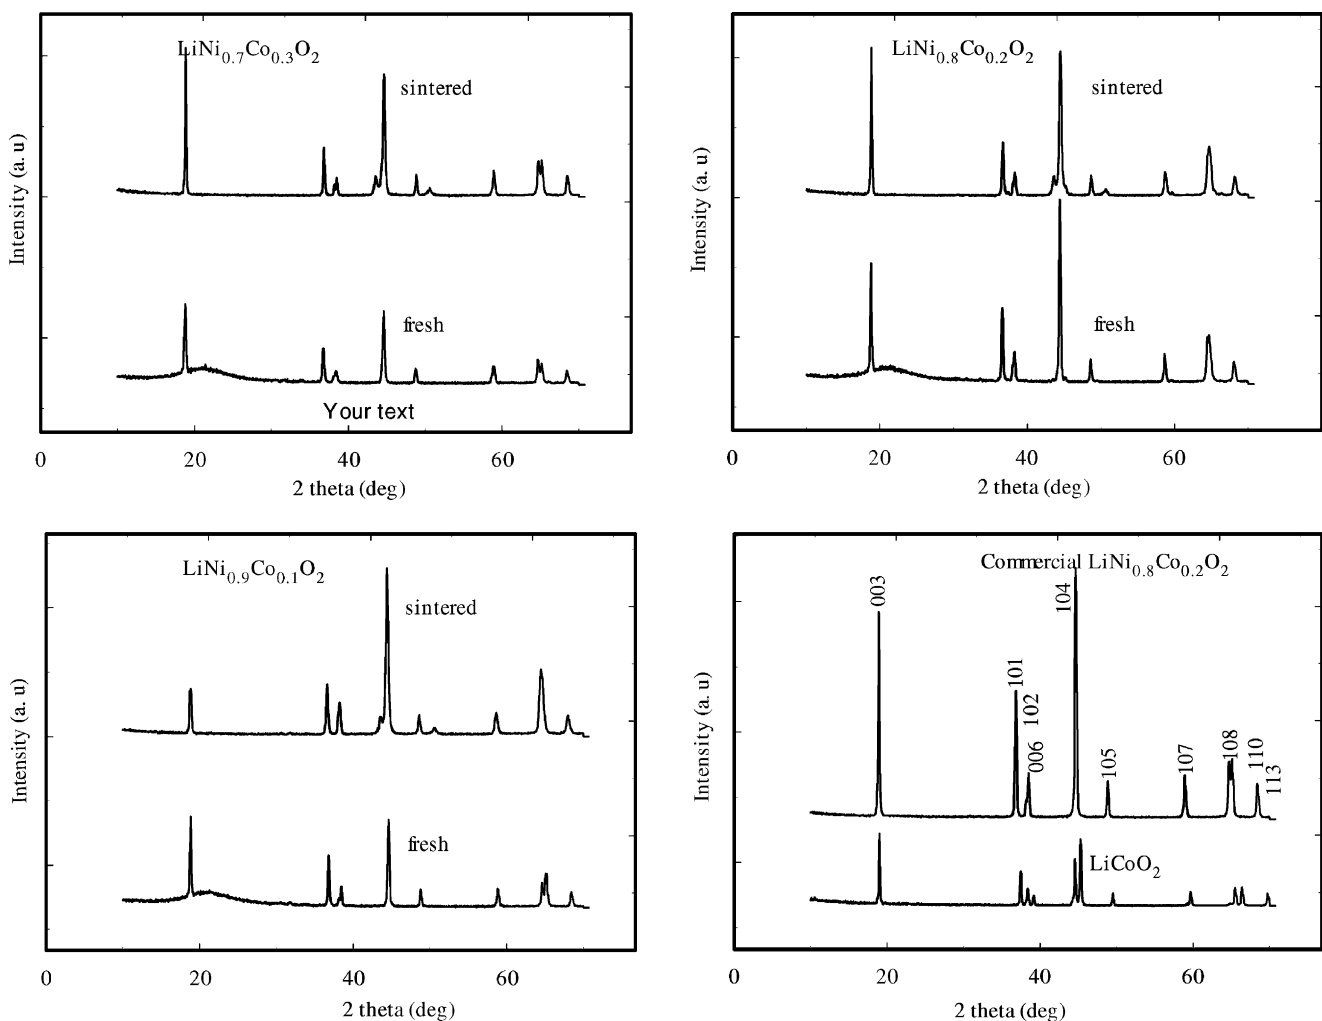 LiNi0.7Co0.3O2
sintered
fresh
Your text
Intensity (a. u)
0 20 40 60
2 theta (deg)
LiNi0.8Co0.2O2
sintered
fresh
Intensity (a. u)
0 20 40 60
2 theta (deg)
LiNi0.9Co0.1O2
sintered
fresh
Intensity (a. u)
0 20 40 60
2 theta (deg)
Commercial LiNi0.8Co0.2O2
003
101
102
006
104
105
107
108
110
113
LiCoO2
Intensity (a. u)
0 20 40 60
2 theta (deg)